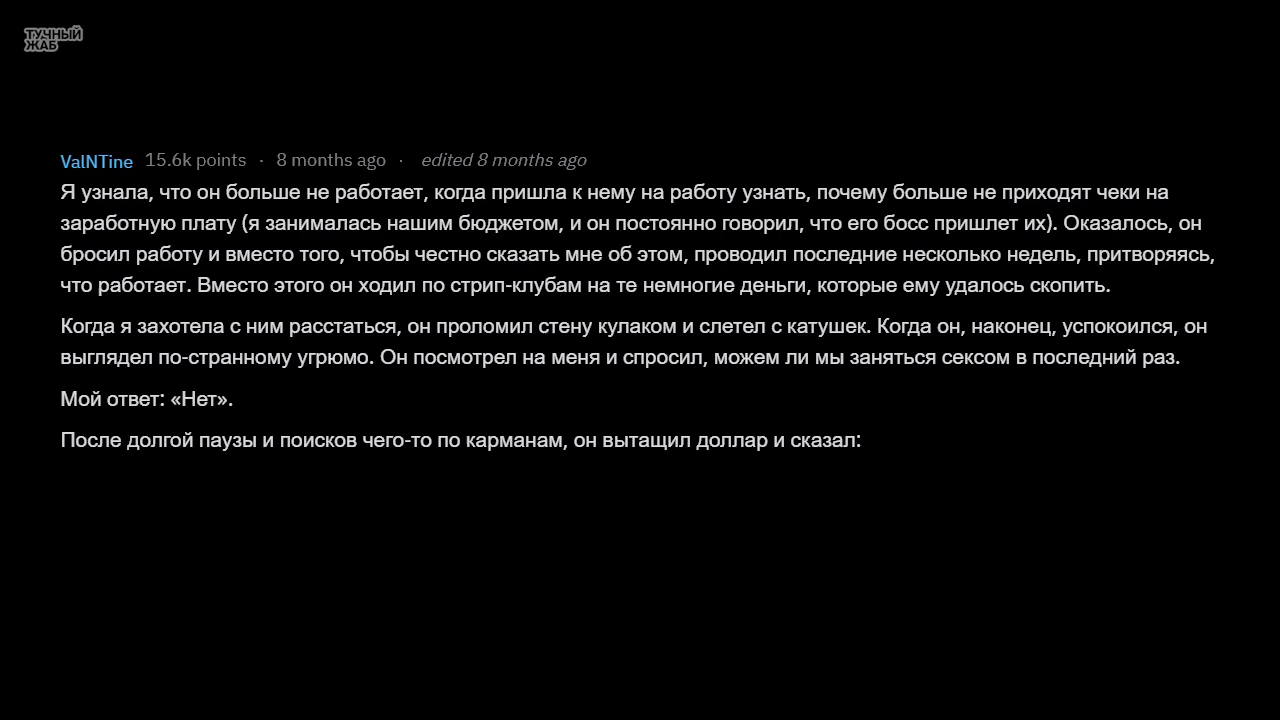 ТУЧНЫЙ
ЖАБ
ValNTine 15.6k points · 8 months ago · edited 8 months ago
Я узнала, что он больше не работает, когда пришла к нему на работу узнать, почему больше не приходят чеки на
заработную плату (я занималась нашим бюджетом, и он постоянно говорил, что его босс пришлет их). Оказалось, он
бросил работу и вместо того, чтобы честно сказать мне об этом, проводил последние несколько недель, притворяясь,
что работает. Вместо этого он ходил по стрип-клубам на те немногие деньги, которые ему удалось скопить.
Когда я захотела с ним расстаться, он проломил стену кулаком и слетел с катушек. Когда он, наконец, успокоился, он
выглядел по-странному угрюмо. Он посмотрел на меня и спросил, можем ли мы заняться сексом в последний раз.
Мой ответ: «Нет».
После долгой паузы и поисков чего-то по карманам, он вытащил доллар и сказал: